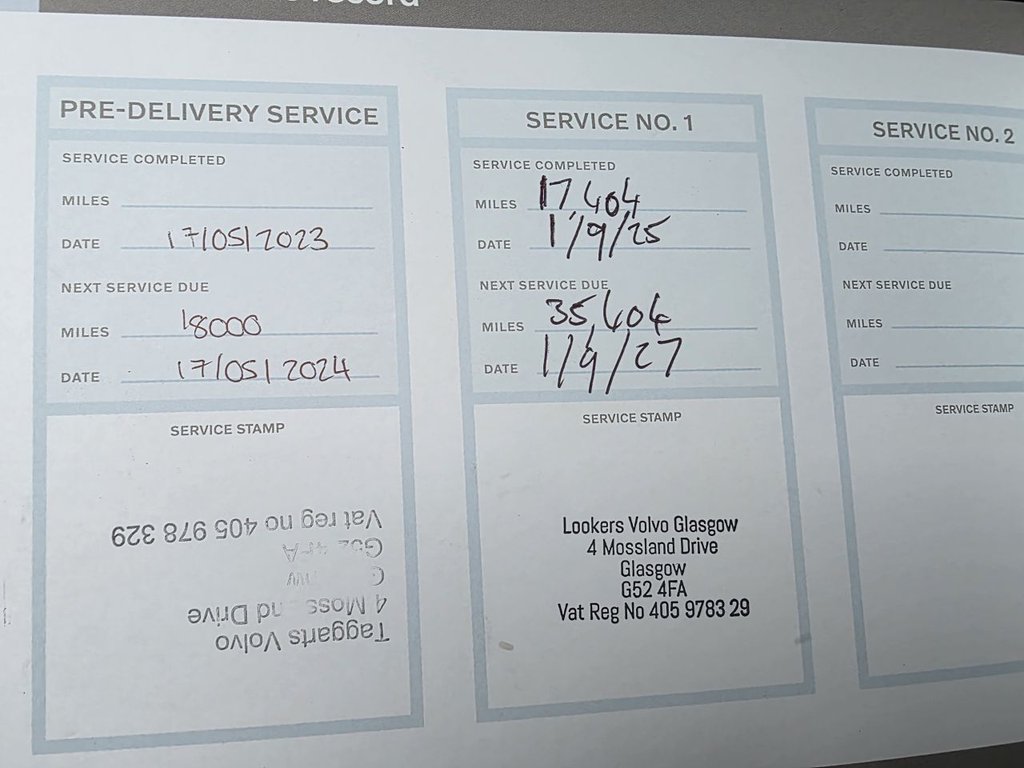 record
PRE-DELIVERY SERVICE
SERVICE COMPLETED
MILES
DATE 17/05/2023
NEXT SERVICE DUE
MILES 18000
DATE 17/05/2024
SERVICE STAMP
Taggarts Volvo
4 Moss nd Drive
G52 4FA
Vat reg no 405 978 329
SERVICE NO. 1
SERVICE COMPLETED
MILES 17,404
DATE 1/9/25
NEXT SERVICE DUE
MILES 35,404
DATE 1/9/27
SERVICE STAMP
Lookers Volvo Glasgow
4 Mossland Drive
Glasgow
G52 4FA
Vat Reg No 405 9783 29
SERVICE NO. 2
SERVICE COMPLETED
MILES
DATE
NEXT SERVICE DUE
MILES
DATE
SERVICE STAMP